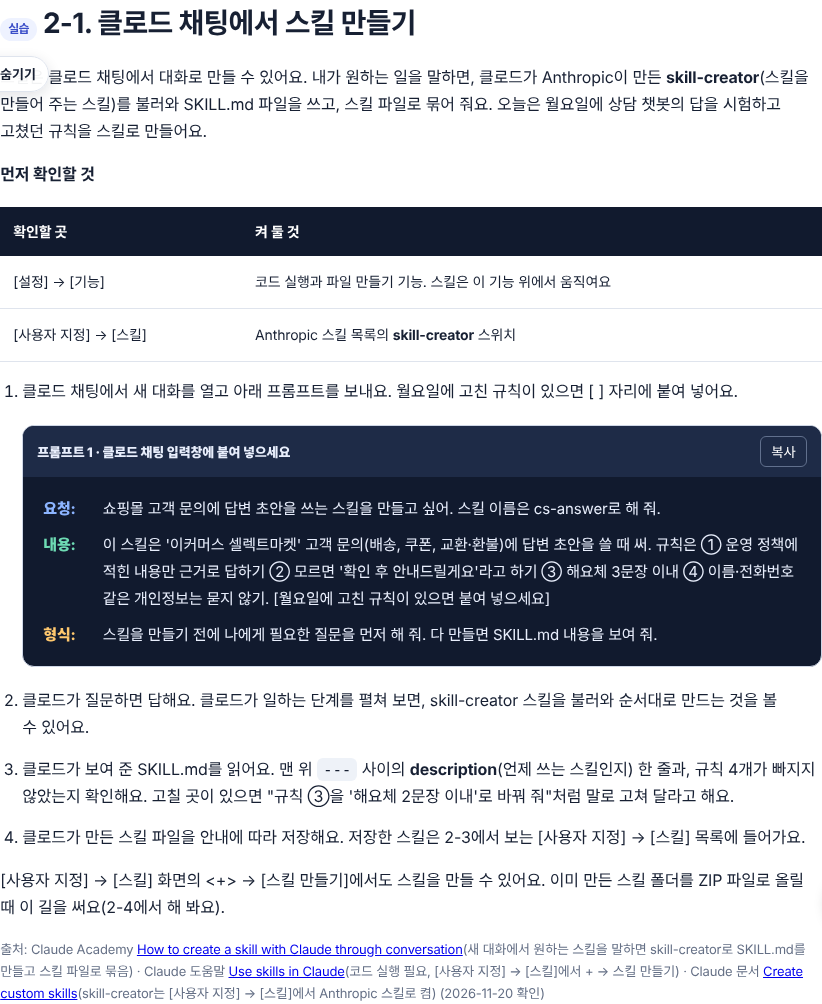 실습 2-1. 클로드 채팅에서 스킬 만들기
숨기기
클로드 채팅에서 대화로 만들 수 있어요. 내가 원하는 일을 말하면, 클로드가 Anthropic이 만든 skill-creator(스킬을
만들어 주는 스킬)를 불러와 SKILL.md 파일을 쓰고, 스킬 파일로 묶어 줘요. 오늘은 월요일에 상담 챗봇의 답을 시험하고
고쳤던 규칙을 스킬로 만들어요.
먼저 확인할 것
확인할 곳 켜 둘 것
[설정] → [기능] 코드 실행과 파일 만들기 기능. 스킬은 이 기능 위에서 움직여요
[사용자 지정] → [스킬] Anthropic 스킬 목록의 skill-creator 스위치
1. 클로드 채팅에서 새 대화를 열고 아래 프롬프트를 보내요. 월요일에 고친 규칙이 있으면 [ ] 자리에 붙여 넣어요.
프롬프트 1 · 클로드 채팅 입력창에 붙여 넣으세요 복사
요청: 쇼핑몰 고객 문의에 답변 초안을 쓰는 스킬을 만들고 싶어. 스킬 이름은 cs-answer로 해 줘.
내용: 이 스킬은 '이커머스 셀렉트마켓' 고객 문의(배송, 쿠폰, 교환·환불)에 답변 초안을 쓸 때 써. 규칙은 ① 운영 정책에
적힌 내용만 근거로 답하기 ② 모르면 '확인 후 안내드릴게요'라고 하기 ③ 해요체 3문장 이내 ④ 이름·전화번호
같은 개인정보는 묻지 않기. [월요일에 고친 규칙이 있으면 붙여 넣으세요]
형식: 스킬을 만들기 전에 나에게 필요한 질문을 먼저 해 줘. 다 만들면 SKILL.md 내용을 보여 줘.
2. 클로드가 질문하면 답해요. 클로드가 일하는 단계를 펼쳐 보면, skill-creator 스킬을 불러와 순서대로 만드는 것을 볼
수 있어요.
3. 클로드가 보여 준 SKILL.md를 읽어요. 맨 위 --- 사이의 description(언제 쓰는 스킬인지) 한 줄과, 규칙 4개가 빠지지
않았는지 확인해요. 고칠 곳이 있으면 "규칙 ③을 '해요체 2문장 이내'로 바꿔 줘"처럼 말로 고쳐 달라고 해요.
4. 클로드가 만든 스킬 파일을 안내에 따라 저장해요. 저장한 스킬은 2-3에서 보는 [사용자 지정] → [스킬] 목록에 들어가요.
[사용자 지정] → [스킬] 화면의 <+> → [스킬 만들기]에서도 스킬을 만들 수 있어요. 이미 만든 스킬 폴더를 ZIP 파일로 올릴
때 이 길을 써요(2-4에서 해 봐요).
출처: Claude Academy How to create a skill with Claude through conversation(새 대화에서 원하는 스킬을 말하면 skill-creator로 SKILL.md를
만들고 스킬 파일로 묶음) · Claude 도움말 Use skills in Claude(코드 실행 필요, [사용자 지정] → [스킬]에서 + → 스킬 만들기) · Claude 문서 Create
custom skills(skill-creator는 [사용자 지정] → [스킬]에서 Anthropic 스킬로 켬) (2026-11-20 확인)